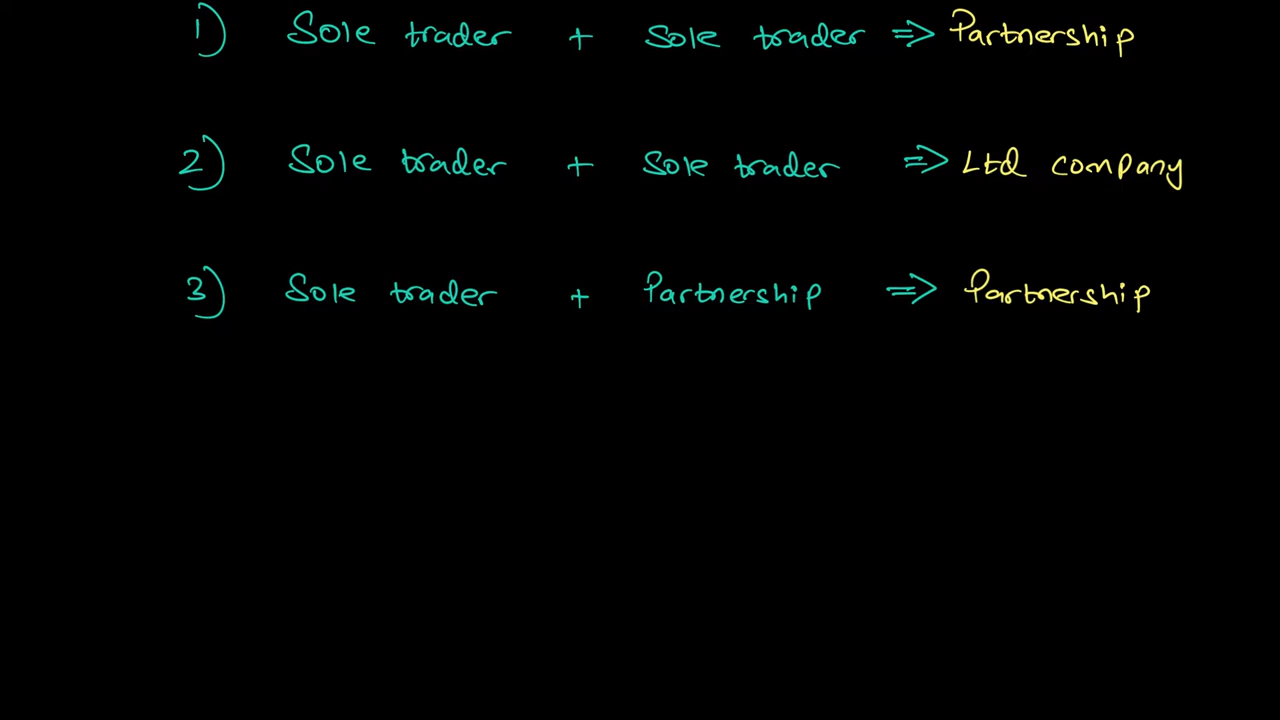 1) Sole trader + Sole trader => Partnership
2) Sole trader + Sole trader => Ltd company
3) Sole trader + Partnership => Partnership